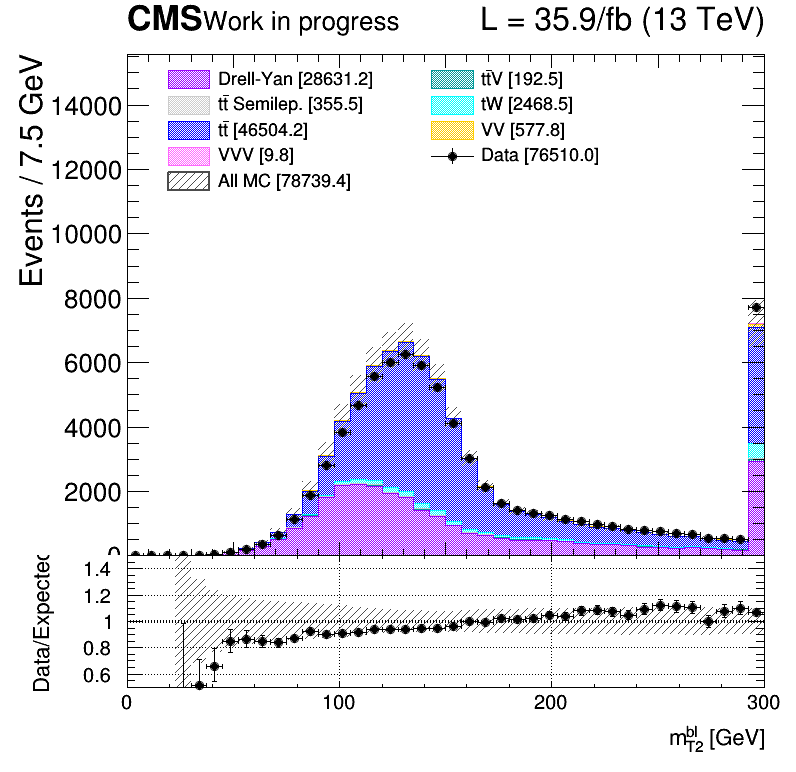 CMS Work in progress L = 35.9/fb (13 TeV)
Events / 7.5 GeV
Drell-Yan [28631.2]
tt̄ Semilep. [355.5]
tt̄ [46504.2]
VVV [9.8]
All MC [78739.4]
tt̄V [192.5]
tW [2468.5]
VV [577.8]
Data [76510.0]
14000
12000
10000
8000
6000
4000
2000
0
Data/Expected
1.4
1.2
1
0.8
0.6
0 100 200 300
m_{T2}^{bl} [GeV]